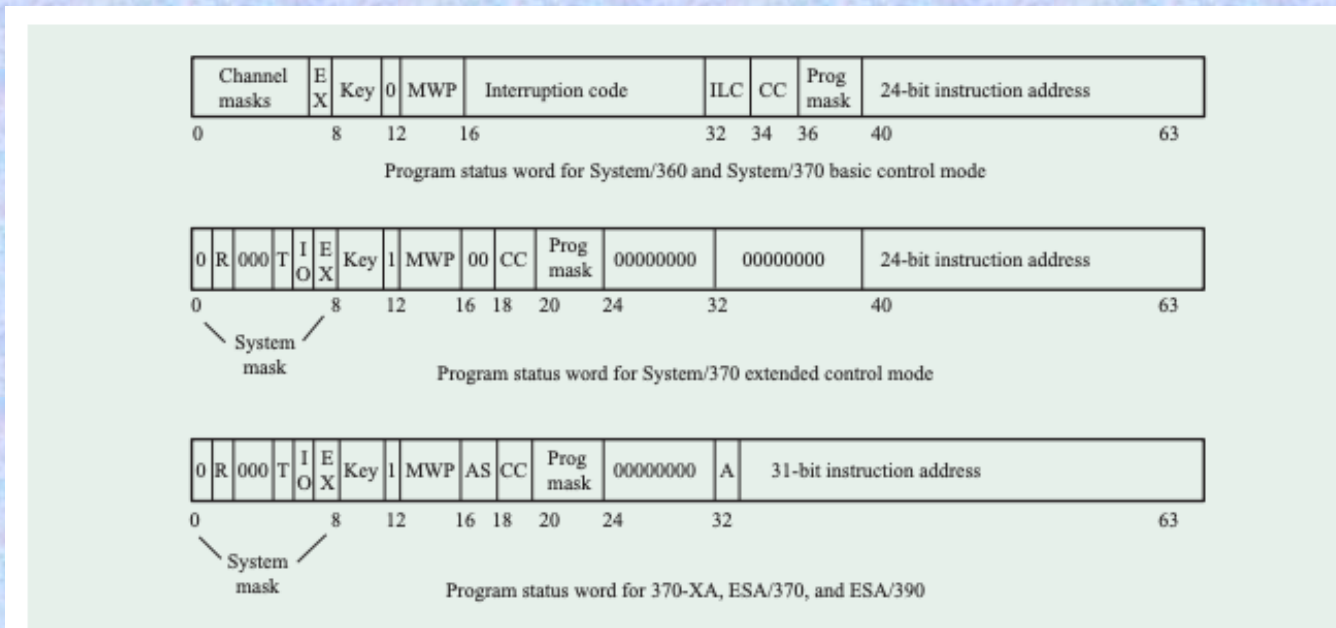 Channel masks E X Key 0 MWP Interruption code ILC CC Prog mask 24-bit instruction address
0 8 12 16 32 34 36 40 63
Program status word for System/360 and System/370 basic control mode
0 R 000 T I O E X Key 1 MWP 00 CC Prog mask 00000000 00000000 24-bit instruction address
0 8 12 16 18 20 24 32 40 63
System mask
Program status word for System/370 extended control mode
0 R 000 T I O E X Key 1 MWP AS CC Prog mask 00000000 A 31-bit instruction address
0 8 12 16 18 20 24 32 63
System mask
Program status word for 370-XA, ESA/370, and ESA/390